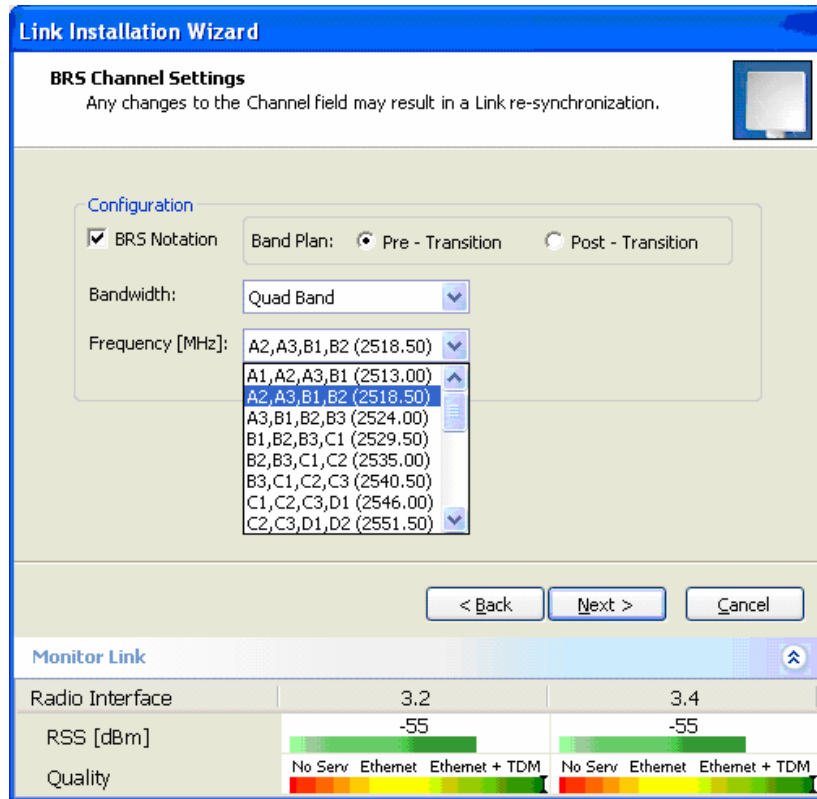 Link Installation Wizard
BRS Channel Settings
Any changes to the Channel field may result in a Link re-synchronization.
Configuration
BRS Notation Band Plan: Pre - Transition Post - Transition
Bandwidth: Quad Band
Frequency [MHz]: A2,A3,B1,B2 (2518.50)
A1,A2,A3,B1 (2513.00)
A2,A3,B1,B2 (2518.50)
A3,B1,B2,B3 (2524.00)
B1,B2,B3,C1 (2529.50)
B2,B3,C1,C2 (2535.00)
B3,C1,C2,C3 (2540.50)
C1,C2,C3,D1 (2546.00)
C2,C3,D1,D2 (2551.50)
< Back Next > Cancel
Monitor Link
Radio Interface 3.2 3.4
RSS [dBm] -55 -55
Quality No Serv Ethernet Ethernet + TDM No Serv Ethernet Ethernet + TDM